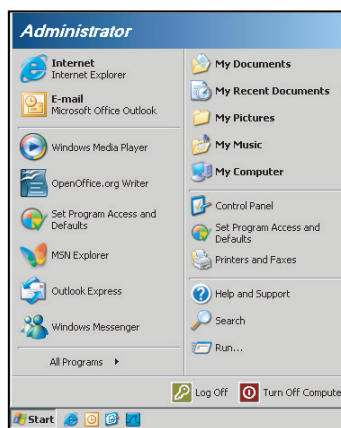 Administrator
Internet
Internet Explorer
E-mail
Microsoft Office Outlook
Windows Media Player
OpenOffice.org Writer
Set Program Access and
Defaults
MSN Explorer
Outlook Express
Windows Messenger
All Programs
My Documents
My Recent Documents
My Pictures
My Music
My Computer
Control Panel
Set Program Access and
Defaults
Printers and Faxes
Help and Support
Search
Run...
Log Off
Turn Off Compute
Start